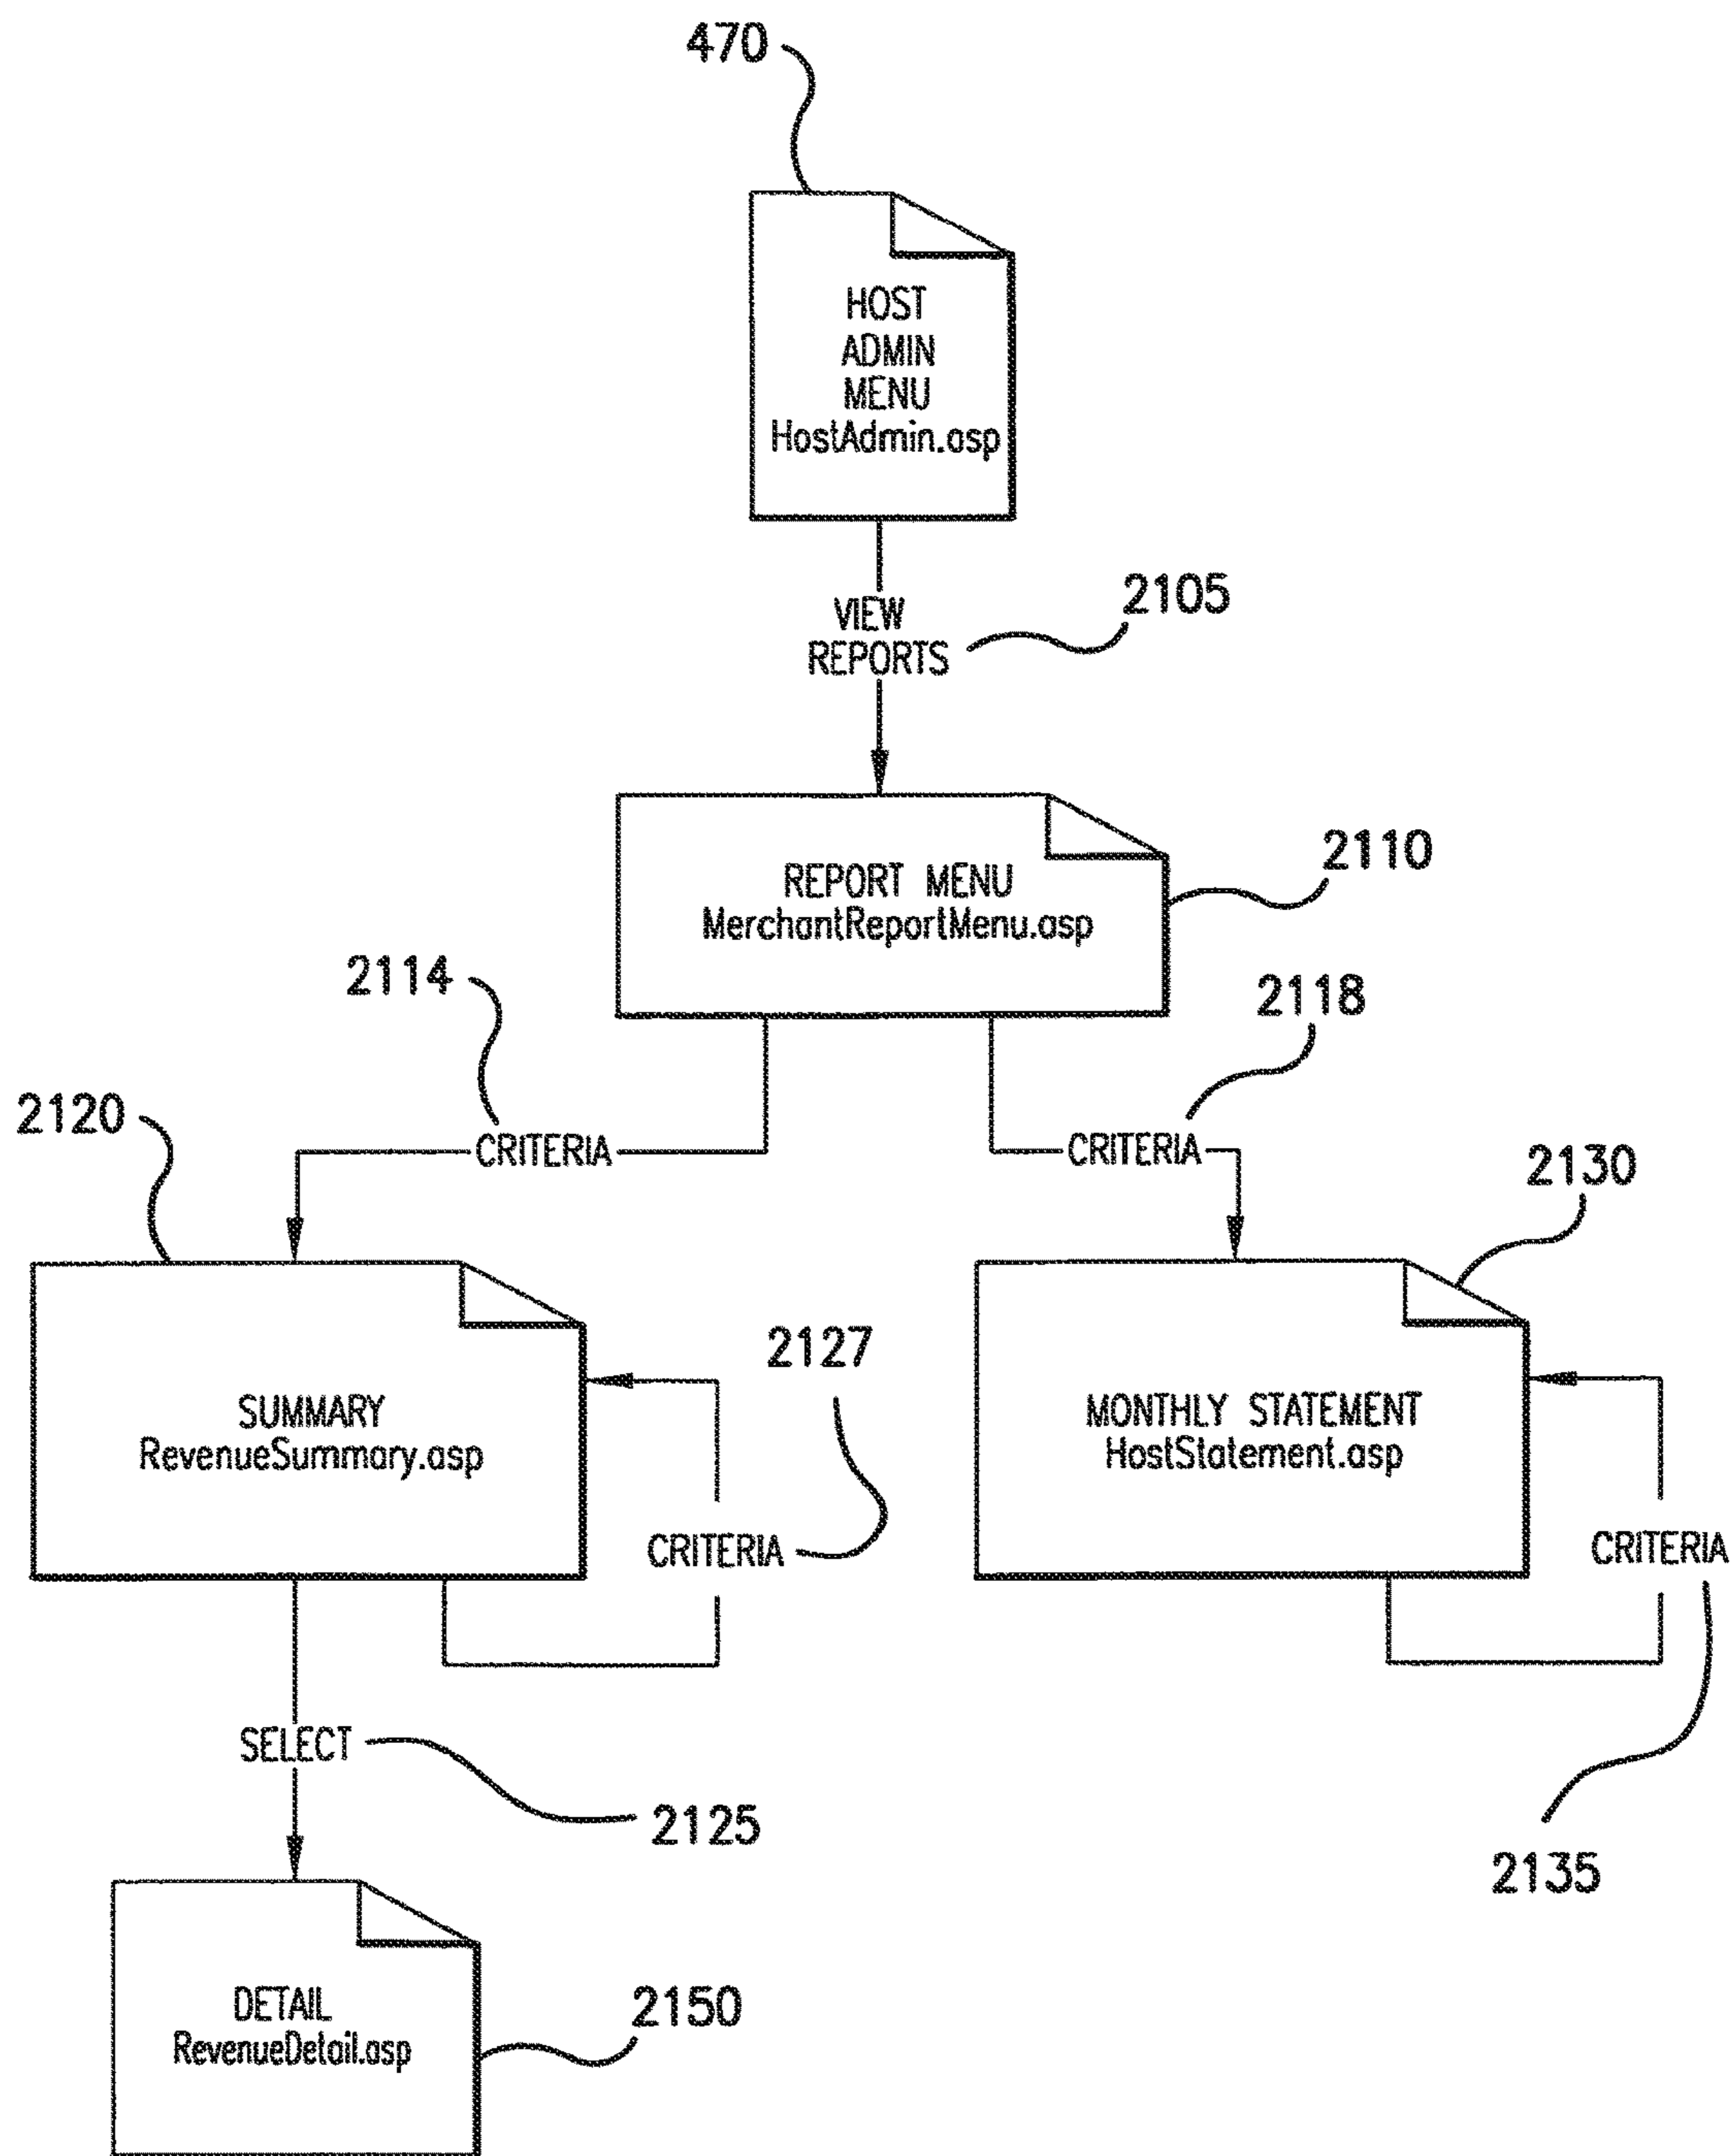 470
HOST
ADMIN
MENU
HostAdmin.asp
VIEW
REPORTS
2105
REPORT MENU
MerchantReportMenu.asp
2110
2114
2118
2120
CRITERIA
CRITERIA
2130
2127
SUMMARY
RevenueSummary.asp
MONTHLY STATEMENT
HostStatement.asp
CRITERIA
CRITERIA
SELECT
2125
2135
DETAIL
RevenueDetail.asp
2150